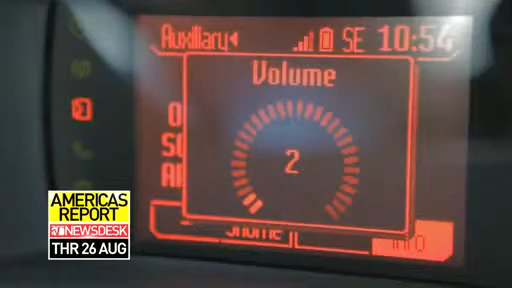 Auxiliary
SE 10:54
Volume
2
AMERICAS
REPORT
NEWSDESK
THR 26 AUG